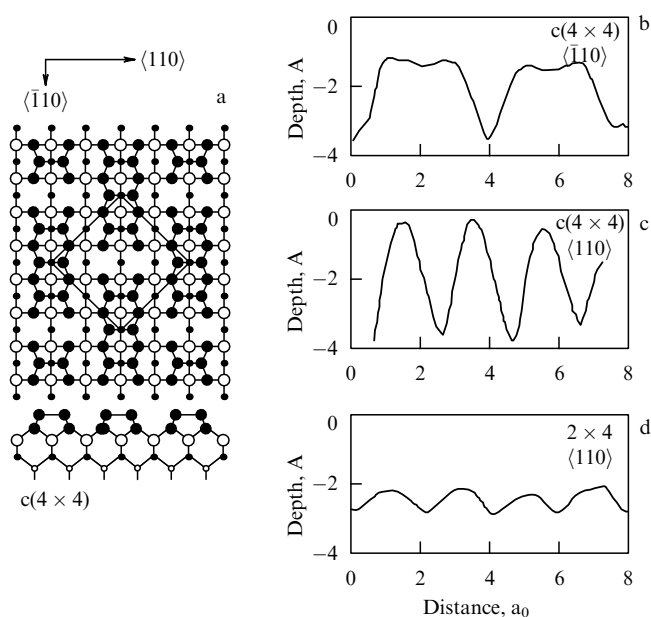 ⟨110⟩
⟨1̄10⟩
a
c(4 × 4)
0
−2
−4
Depth, A
c(4 × 4)
⟨1̄10⟩
b
0
2
4
6
8
0
−2
−4
Depth, A
c(4 × 4)
⟨110⟩
c
0
2
4
6
8
0
−2
−4
Depth, A
2 × 4
⟨110⟩
d
0
2
4
6
8
Distance, a₀